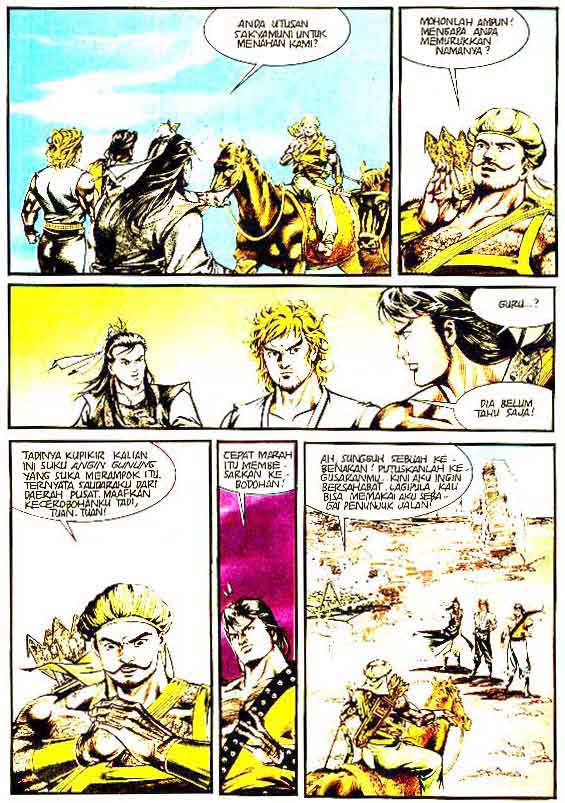 ANDA UTUSAN
SAKYAMUNI UNTUK
MENAHAN KAMI?
MOHONLAH AMPUN!
MENGAPA ANDA
MEMURUKKAN
NAMANYA?
GURU...?
DIA BELUM
TAHU SAJA!
TADINYA KUPIKIR KALIAN
INI SUKU ANGIN GUNUNG
YANG SUKA MERAMPOK ITU.
TERNYATA SAUDARAKU DARI
DAERAH PUSAT. MAAFKAN
KECEROBOHANKU TADI,
TUAN-TUAN!
CEPAT MARAH
ITU MEMBE-
SARKAN KE-
BODOHAN!
AH, SUNGGUH SEBUAH KE-
BENAKAN! PUTUSKANLAH KE-
GUSARANMU. KINI AKU INGIN
BERSAHABAT. LAGIPULA, KALI
BISA MEMAKAI AKU SEBA-
GAI PENUNJUK JALAN!